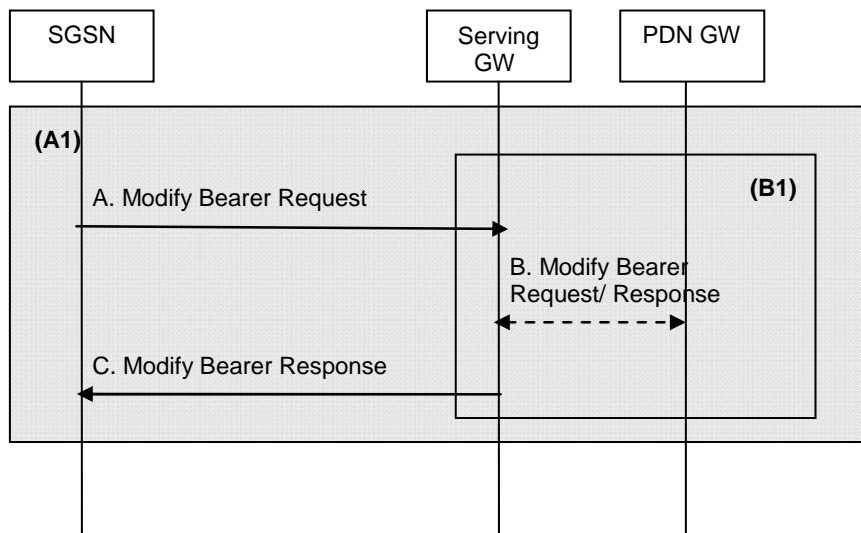 SGSN
Serving
GW
PDN GW
(A1)
(B1)
A. Modify Bearer Request
B. Modify Bearer
Request/ Response
C. Modify Bearer Response